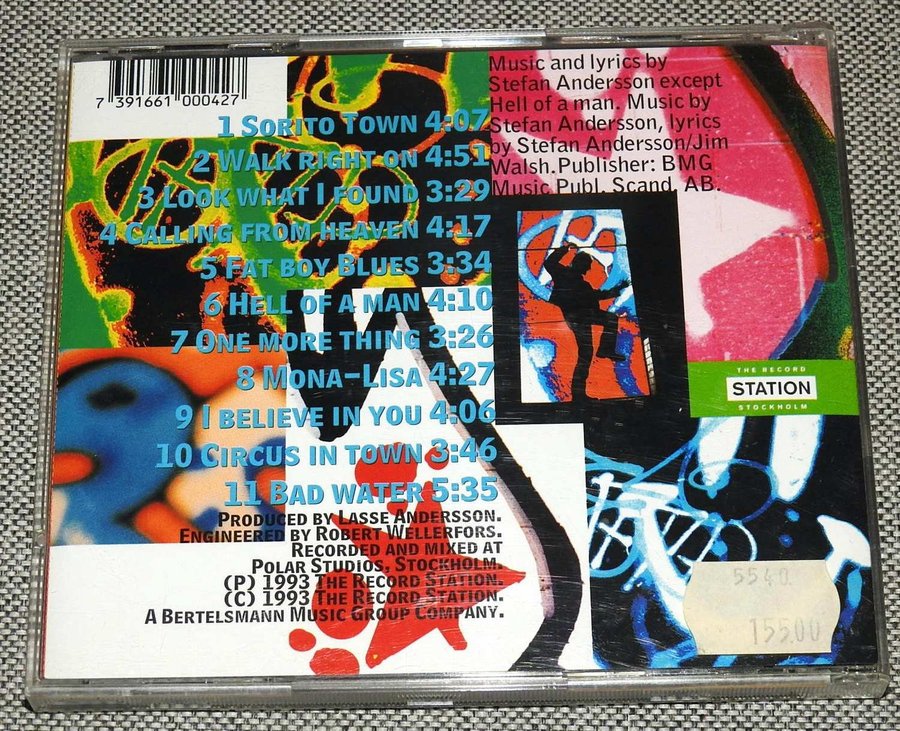 7 391661 000427
1 SORITO TOWN 4:07
2 WALK RIGHT ON 4:51
3 LOOK WHAT I FOUND 3:29
4 CALLING FROM HEAVEN 4:17
5 FAT BOY BLUES 3:34
6 HELL OF A MAN 4:10
7 ONE MORE THING 3:26
8 MONA-LISA 4:27
9 I BELIEVE IN YOU 4:06
10 CIRCUS IN TOWN 3:46
11 BAD WATER 5:35
PRODUCED BY LASSE ANDERSSON.
ENGINEERED BY ROBERT WELLERFORS.
RECORDED AND MIXED AT
POLAR STUDIOS, STOCKHOLM.
(P) 1993 THE RECORD STATION.
(C) 1993 THE RECORD STATION.
A BERTELSMANN MUSIC GROUP COMPANY.
Music and lyrics by
Stefan Andersson except
Hell of a man. Music by
Stefan Andersson, lyrics
by Stefan Andersson/Jim
Walsh.Publisher: BMG
Music Publ. Scand, AB.
THE RECORD
STATION
STOCKHOLM
5540
15500